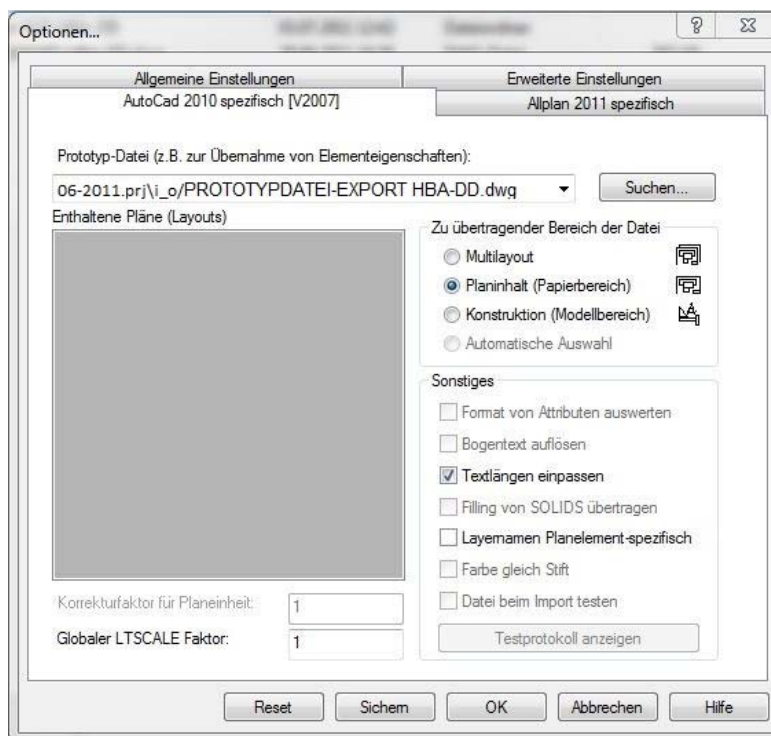 Optionen...
Allgemeine Einstellungen
Erweiterte Einstellungen
AutoCad 2010 spezifisch [V2007]
Allplan 2011 spezifisch
Prototyp-Datei (z.B. zur Übernahme von Elementeigenschaften):
06-2011.prj\i_o/PROTOTYPDATEI-EXPORT HBA-DD.dwg
Suchen...
Enthaltene Pläne (Layouts)
Zu übertragender Bereich der Datei
Multilayout
Planinhalt (Papierbereich)
Konstruktion (Modellbereich)
Automatische Auswahl
Sonstiges
Format von Attributen auswerten
Bogentext auflösen
Textlängen einpassen
Filling von SOLIDS übertragen
Layernamen Planelement-spezifisch
Farbe gleich Stift
Datei beim Import testen
Testprotokoll anzeigen
Korrekturfaktor für Planeinheit:
1
Globaler LTSCALE Faktor:
1
Reset
Sichern
OK
Abbrechen
Hilfe